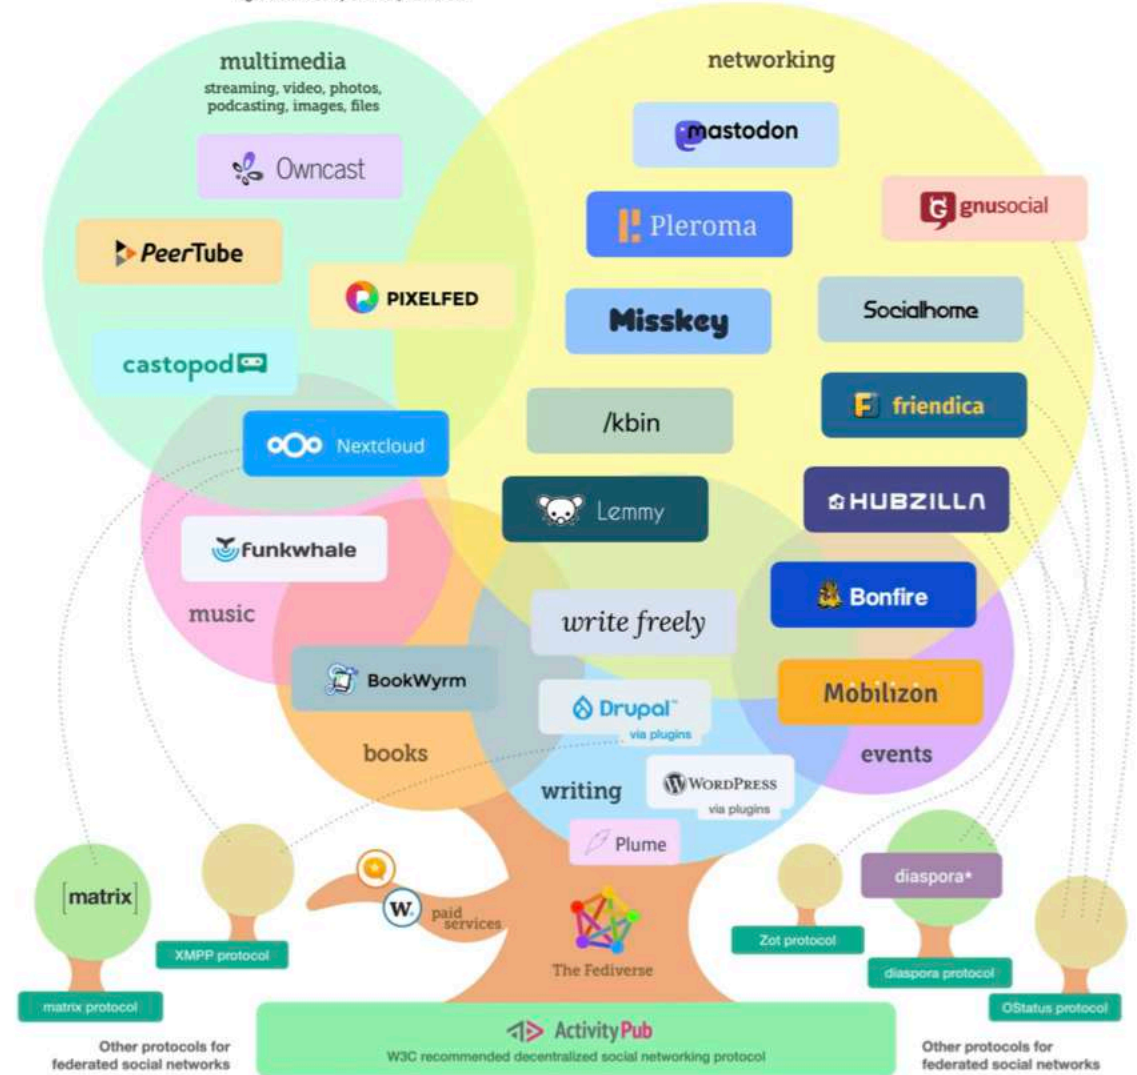 multimedia
streaming, video, photos,
podcasting, images, files
networking
mastodon
Owncast
gnusocial
Pleroma
PeerTube
PIXELFED
Misskey
Socialhome
castopod
/kbin
friendica
Nextcloud
HUBZILLA
Lemmy
funkwhale
music
write freely
Bonfire
BookWyrm
Mobilizon
Drupal™
via plugins
books
events
writing
WORDPRESS
via plugins
Plume
[matrix]
diaspora*
W.
paid
services
XMPP protocol
Zot protocol
The Fediverse
diaspora protocol
matrix protocol
OStatus protocol
ActivityPub
W3C recommended decentralized social networking protocol
Other protocols for
federated social networks
Other protocols for
federated social networks